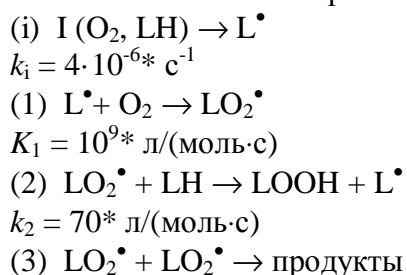 (i) I (O₂, LH) → L•
kᵢ = 4·10⁻⁶* с⁻¹
(1) L•+ O₂ → LO₂•
K₁ = 10⁹* л/(моль·с)
(2) LO₂• + LH → LOOH + L•
k₂ = 70* л/(моль·с)
(3) LO₂• + LO₂• → продукты